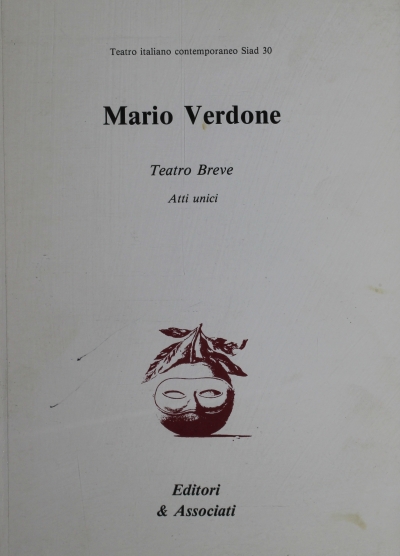 Teatro italiano contemporaneo Siad 30
Mario Verdone
Teatro Breve
Atti unici
Editori
& Associati